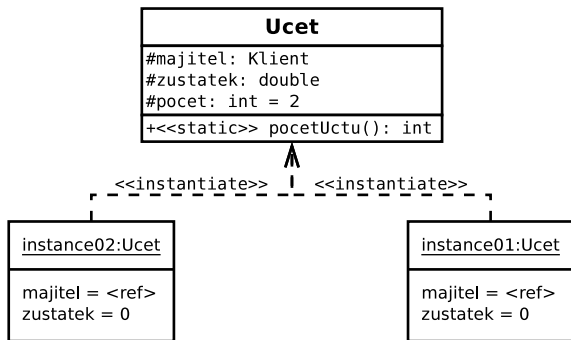 Ucet
#majitel: Klient
#zustatek: double
#pocet: int = 2
+<<static>> pocetUctu(): int
<<instantiate>> <<instantiate>>
instance02:Ucet
majitel = <ref>
zustatek = 0
instance01:Ucet
majitel = <ref>
zustatek = 0